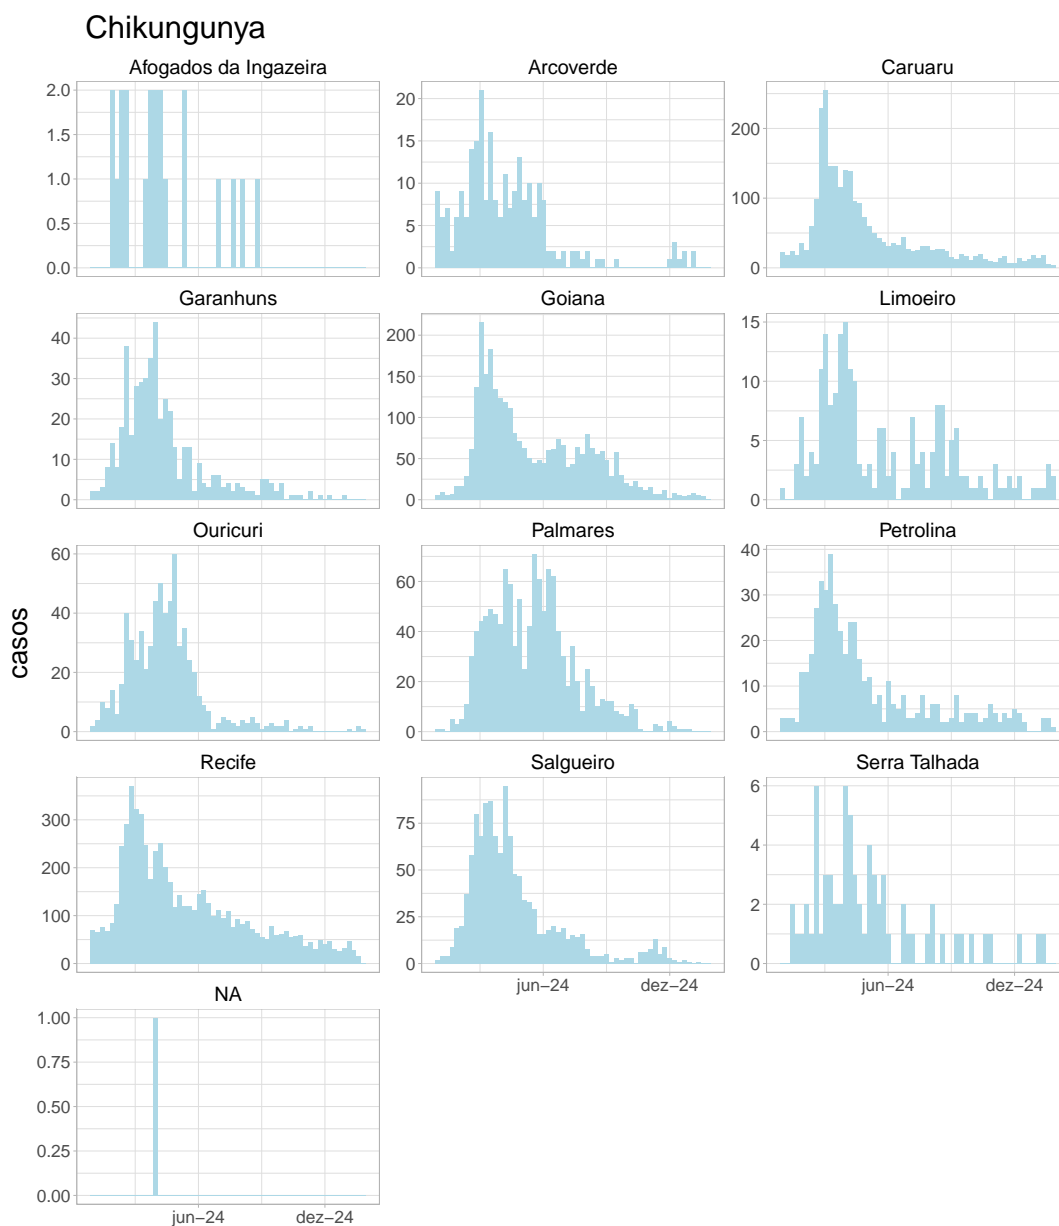 Chikungunya
Afogados da Ingazeira
Arcoverde
Caruaru
2.0
1.5
1.0
0.5
0.0
20
15
10
5
0
200
100
0
Garanhuns
Goiana
Limoeiro
40
30
20
10
0
200
150
100
50
0
15
10
5
0
Ouricuri
Palmares
Petrolina
60
40
20
0
60
40
20
0
40
30
20
10
0
casos
Recife
Salgueiro
Serra Talhada
300
200
100
0
75
50
25
0
6
4
2
0
jun−24
dez−24
jun−24
dez−24
NA
1.00
0.75
0.50
0.25
0.00
jun−24
dez−24